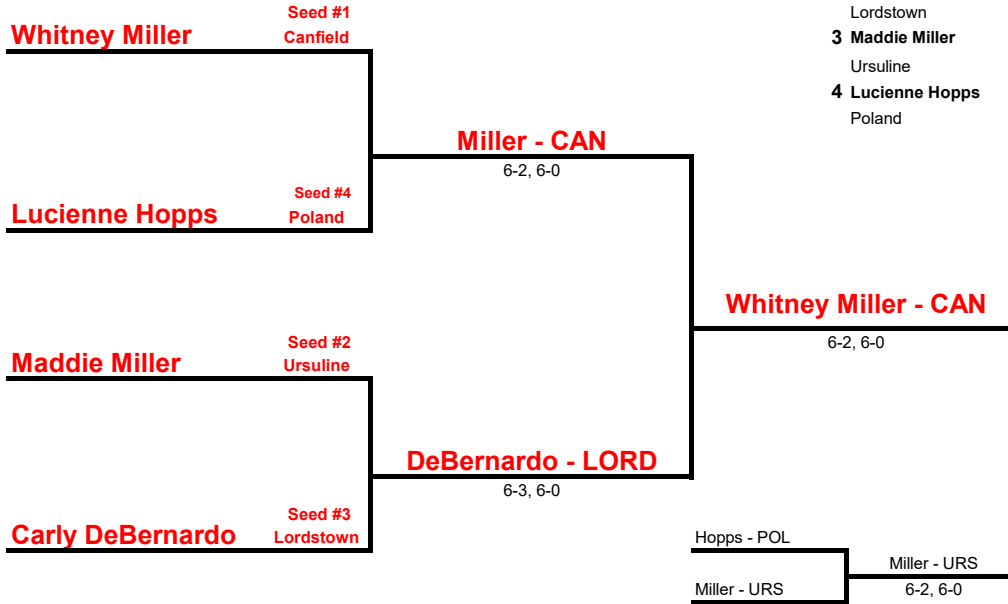 Seed #1
Whitney Miller Canfield
Lordstown
3 Maddie Miller
Ursuline
4 Lucienne Hopps
Poland
Miller - CAN
6-2, 6-0
Seed #4
Lucienne Hopps Poland
Whitney Miller - CAN
6-2, 6-0
Seed #2
Maddie Miller Ursuline
DeBernardo - LORD
6-3, 6-0
Seed #3
Carly DeBernardo Lordstown
Hopps - POL
Miller - URS
Miller - URS
6-2, 6-0